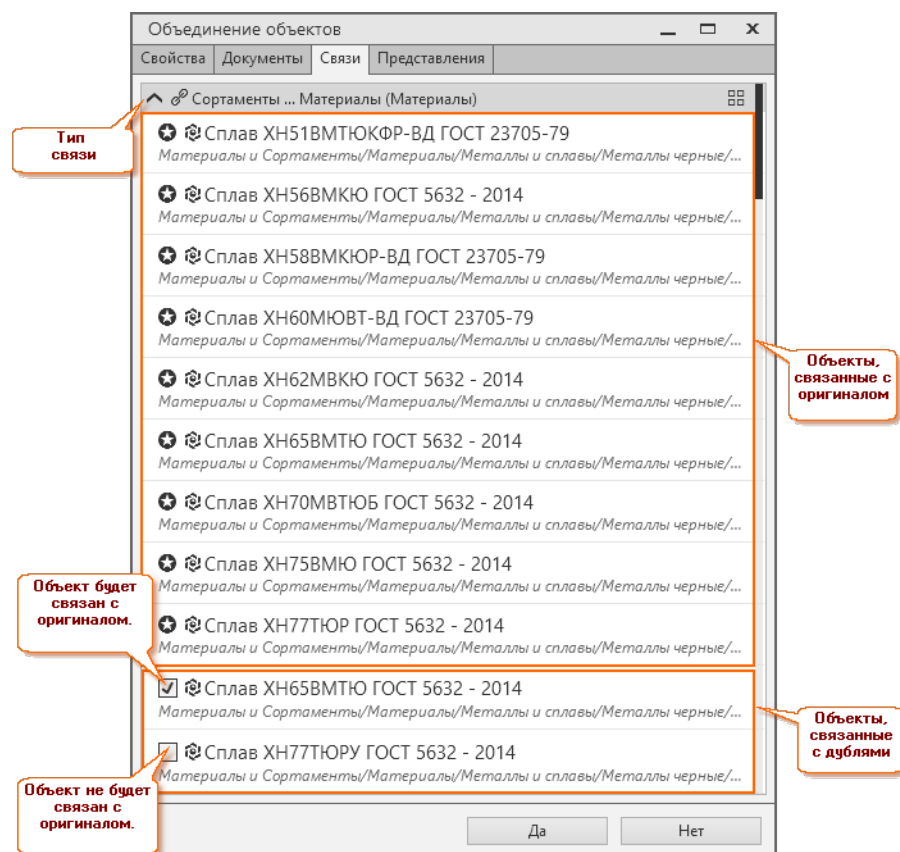 Объединение объектов
Свойства Документы Связи Представления
Сортаменты ... Материалы (Материалы)
Тип
связи
Сплав ХН51ВМТЮКФР-ВД ГОСТ 23705-79
Материалы и Сортаменты/Материалы/Металлы и сплавы/Металлы черные/...
Сплав ХН56ВМКЮ ГОСТ 5632 - 2014
Материалы и Сортаменты/Материалы/Металлы и сплавы/Металлы черные/...
Сплав ХН58ВМКЮР-ВД ГОСТ 23705-79
Материалы и Сортаменты/Материалы/Металлы и сплавы/Металлы черные/...
Сплав ХН60МЮВТ-ВД ГОСТ 23705-79
Материалы и Сортаменты/Материалы/Металлы и сплавы/Металлы черные/...
Объекты,
связанные с
оригиналом
Сплав ХН62МВКЮ ГОСТ 5632 - 2014
Материалы и Сортаменты/Материалы/Металлы и сплавы/Металлы черные/...
Сплав ХН65ВМТЮ ГОСТ 5632 - 2014
Материалы и Сортаменты/Материалы/Металлы и сплавы/Металлы черные/...
Сплав ХН70МВТЮБ ГОСТ 5632 - 2014
Материалы и Сортаменты/Материалы/Металлы и сплавы/Металлы черные/...
Сплав ХН75ВМЮ ГОСТ 5632 - 2014
Материалы и Сортаменты/Материалы/Металлы и сплавы/Металлы черные/...
Объект будет
связан с
оригиналом.
Сплав ХН77ТЮР ГОСТ 5632 - 2014
Материалы и Сортаменты/Материалы/Металлы и сплавы/Металлы черные/...
Сплав ХН65ВМТЮ ГОСТ 5632 - 2014
Материалы и Сортаменты/Материалы/Металлы и сплавы/Металлы черные/...
Объекты,
связанные
с дублями
Сплав ХН77ТЮРУ ГОСТ 5632 - 2014
Материалы и Сортаменты/Материалы/Металлы и сплавы/Металлы черные/...
Объект не будет
связан с
оригиналом.
Да Нет